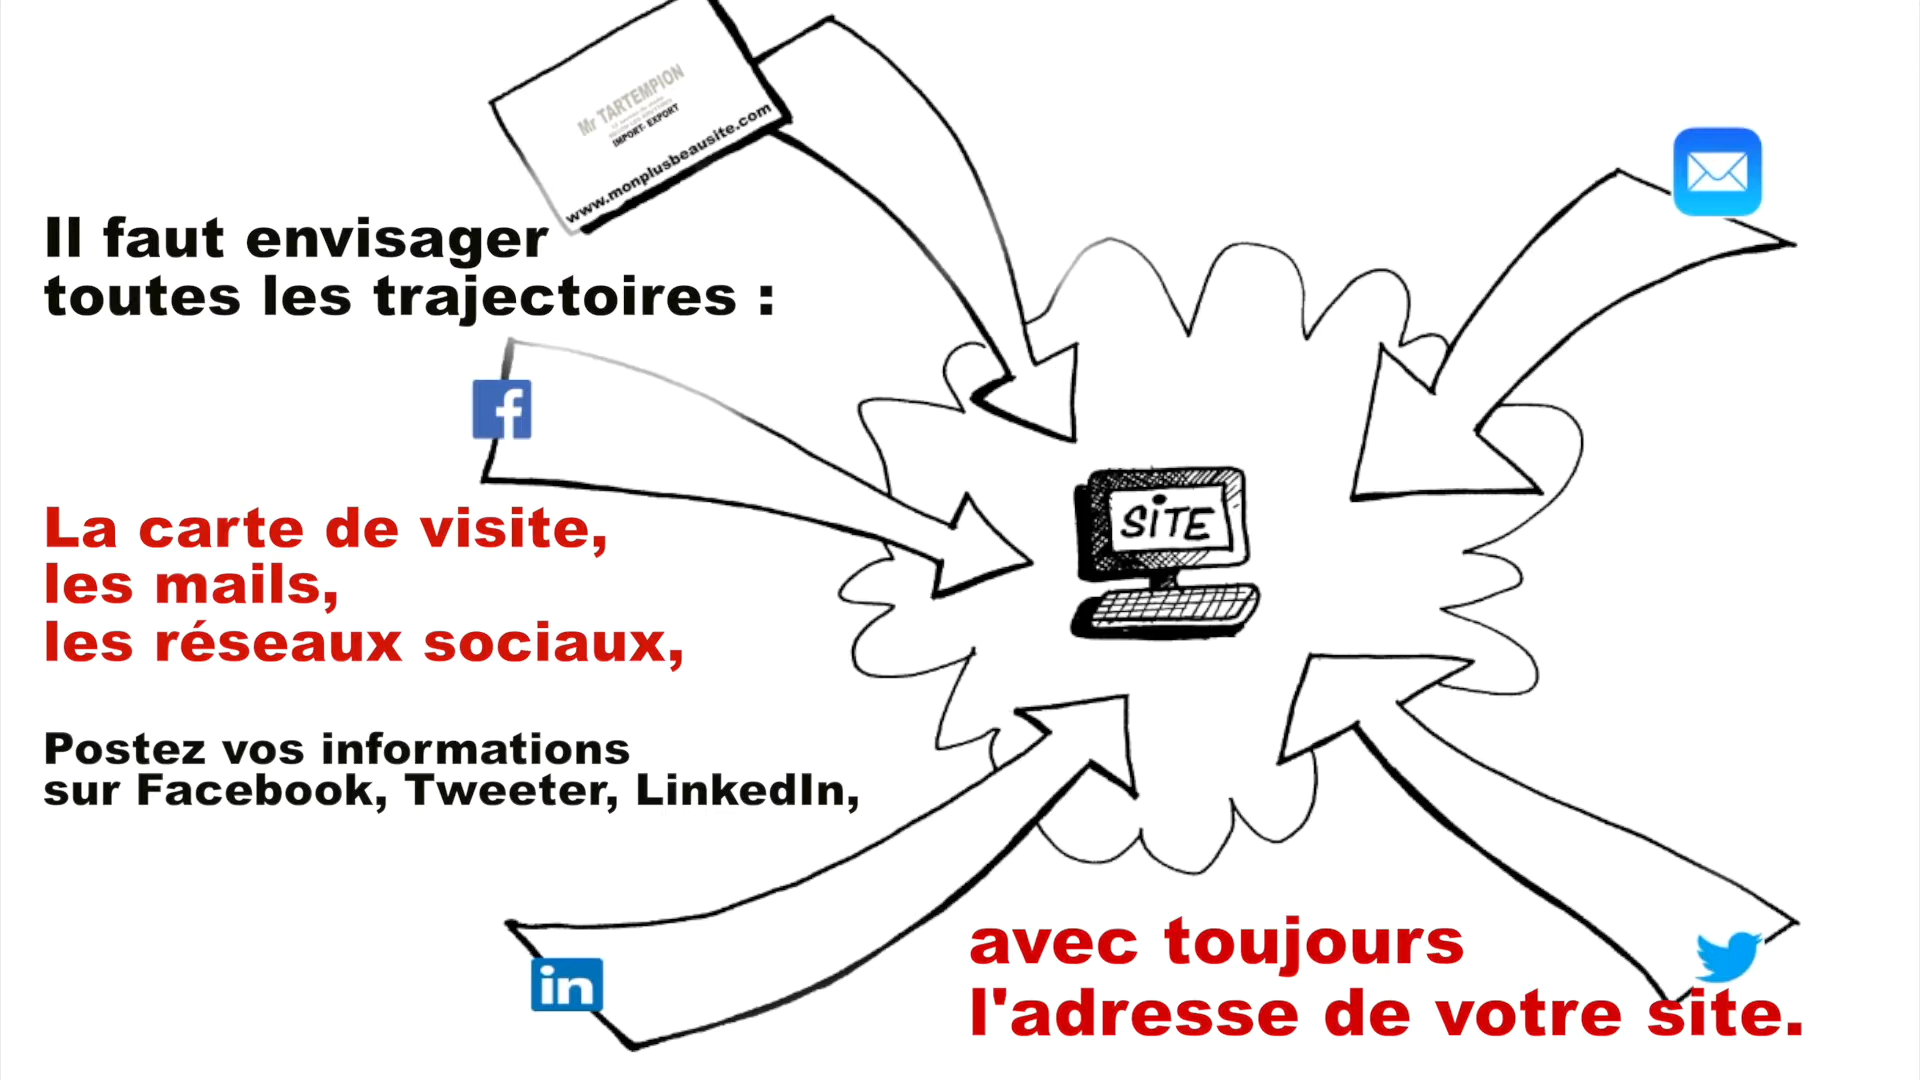 Mr TARTEMPION
IMPORT- EXPORT
www.monplusbeausite.com
Il faut envisager
toutes les trajectoires :
f
La carte de visite,
les mails,
les réseaux sociaux,
SiTE
Postez vos informations
sur Facebook, Tweeter, LinkedIn,
in
avec toujours
l'adresse de votre site.